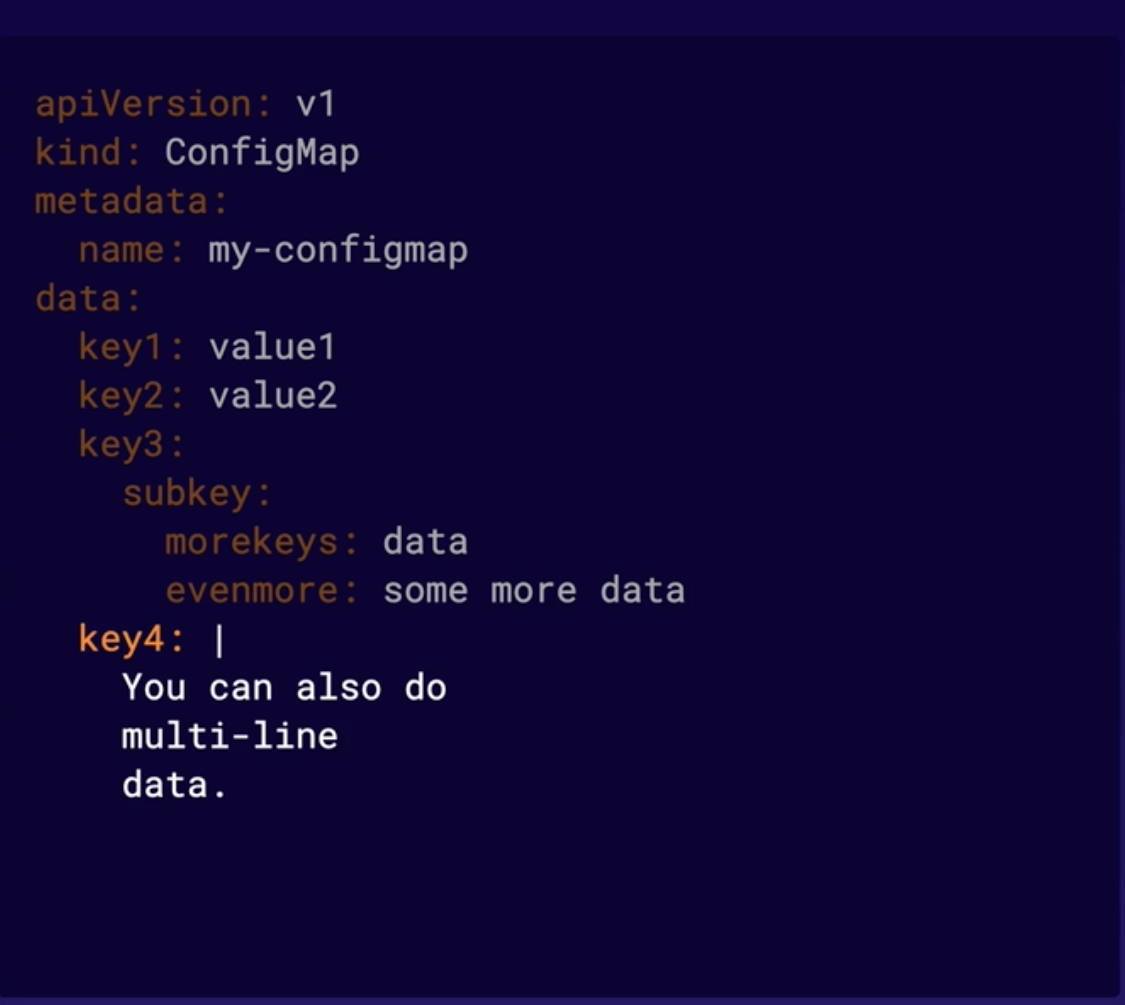 apiVersion: v1
kind: ConfigMap
metadata:
  name: my-configmap
data:
  key1: value1
  key2: value2
  key3:
    subkey:
      morekeys: data
      evenmore: some more data
  key4: |
    You can also do
    multi-line
    data.